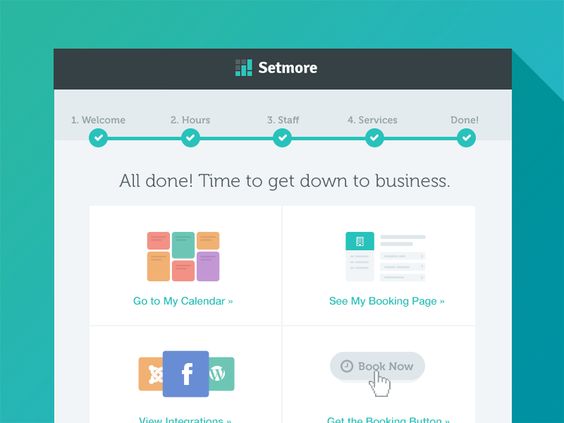 Setmore
1. Welcome 2. Hours 3. Staff 4. Services Done!
All done! Time to get down to business.
Go to My Calendar » See My Booking Page »
f
Book Now
View Integrations » Get the Booking Button »